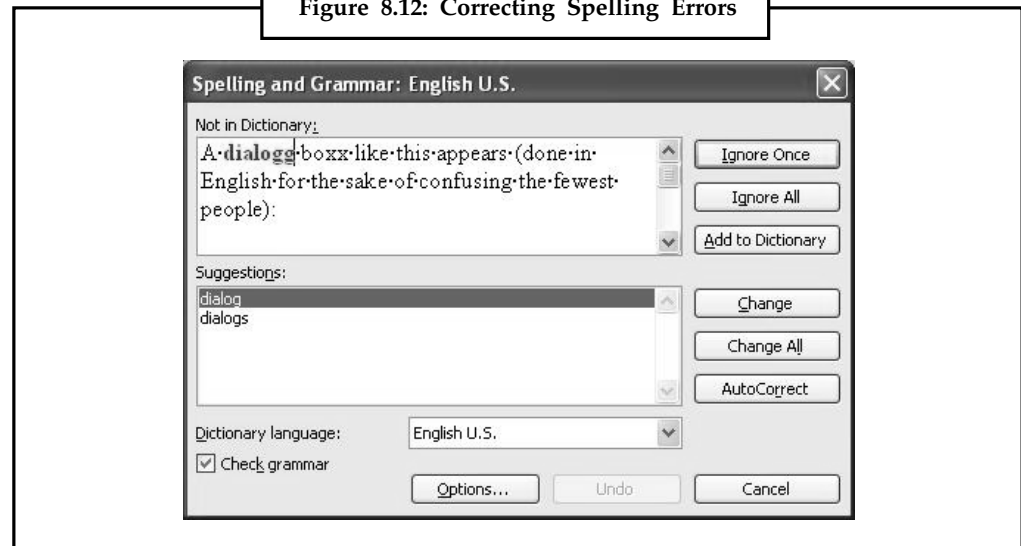 Figure 8.12: Correcting Spelling Errors
Spelling and Grammar: English U.S.
Not in Dictionary:
A·dialogg·boxx·like·this·appears·(done·in·
English·for·the·sake·of·confusing·the·fewest·
people):
Ignore Once
Ignore All
Add to Dictionary
Suggestions:
dialog
dialogs
Change
Change All
AutoCorrect
Dictionary language:
English U.S.
Check grammar
Options...
Undo
Cancel